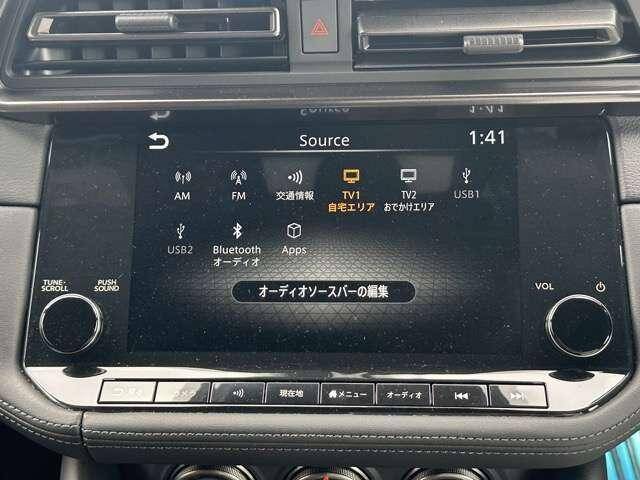 Source
1:41
AM
FM
交通情報
TV1
自宅エリア
TV2
おでかけエリア
USB1
USB2
Bluetooth
オーディオ
Apps
オーディオソースバーの編集
TUNE・
SCROLL
PUSH
SOUND
VOL
現在地
メニュー
オーディオ